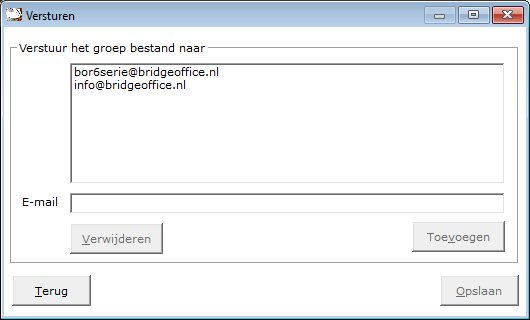 Versturen
Verstuur het groep bestand naar
bor6serie@bridgeoffice.nl
info@bridgeoffice.nl
E-mail
Verwijderen
Toevoegen
Terug
Opslaan